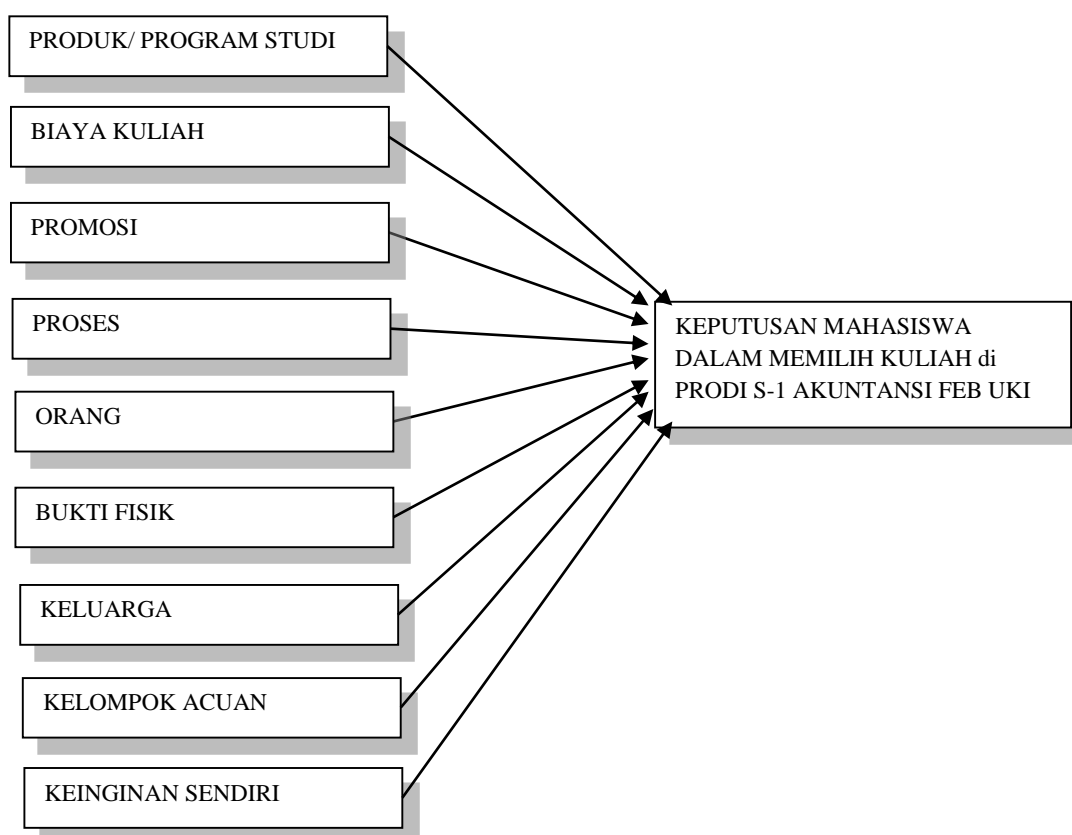 PRODUK/ PROGRAM STUDI
BIAYA KULIAH
PROMOSI
PROSES
ORANG
BUKTI FISIK
KELUARGA
KELOMPOK ACUAN
KEINGINAN SENDIRI
KEPUTUSAN MAHASISWA
DALAM MEMILIH KULIAH di
PRODI S-1 AKUNTANSI FEB UKI